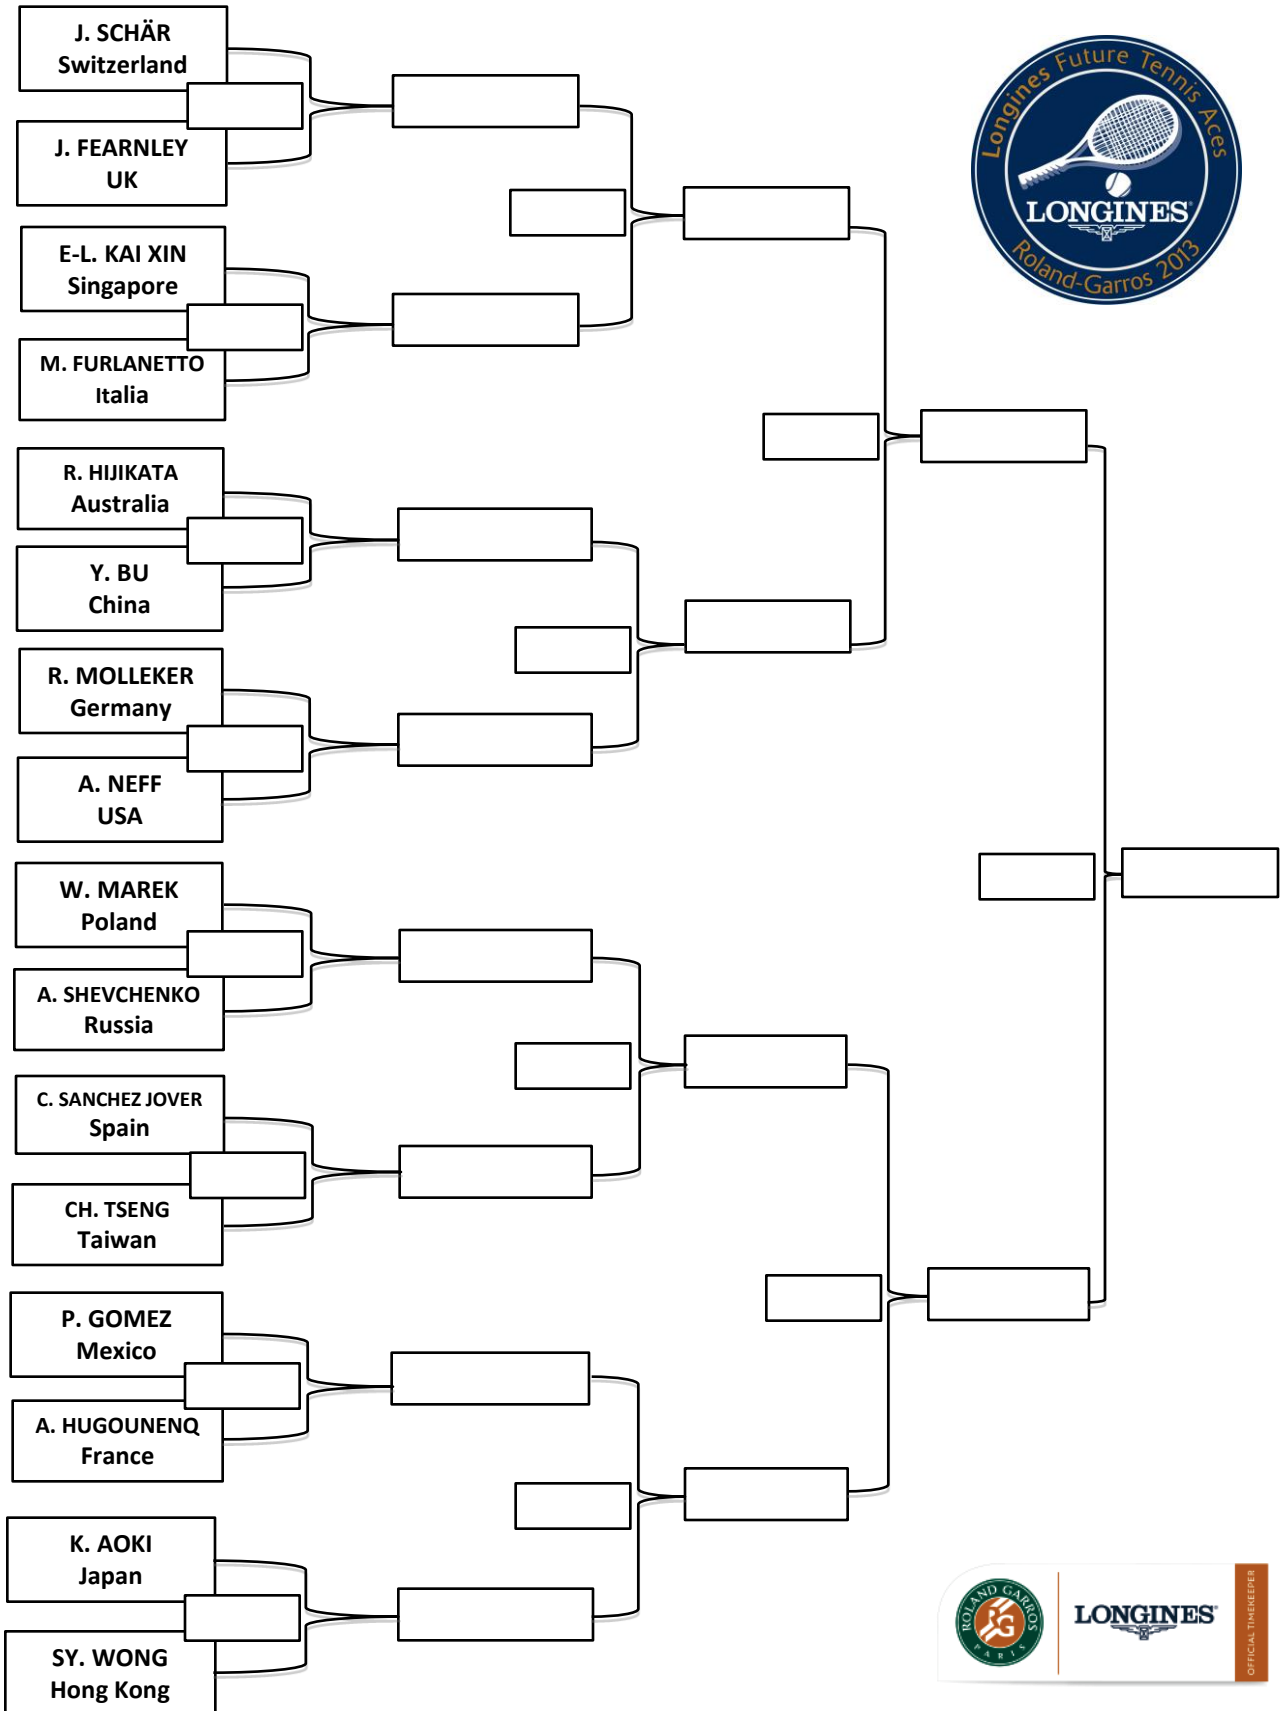 J. SCHÄR
Switzerland
J. FEARNLEY
UK
E-L. KAI XIN
Singapore
M. FURLANETTO
Italia
R. HIJIKATA
Australia
Y. BU
China
R. MOLLEKER
Germany
A. NEFF
USA
W. MAREK
Poland
A. SHEVCHENKO
Russia
C. SANCHEZ JOVER
Spain
CH. TSENG
Taiwan
P. GOMEZ
Mexico
A. HUGOUNENQ
France
K. AOKI
Japan
SY. WONG
Hong Kong
Longines Future Tennis Aces
LONGINES
Roland-Garros 2013
ROLAND GARROS
RG
PARIS
LONGINES
OFFICIAL TIMEKEEPER